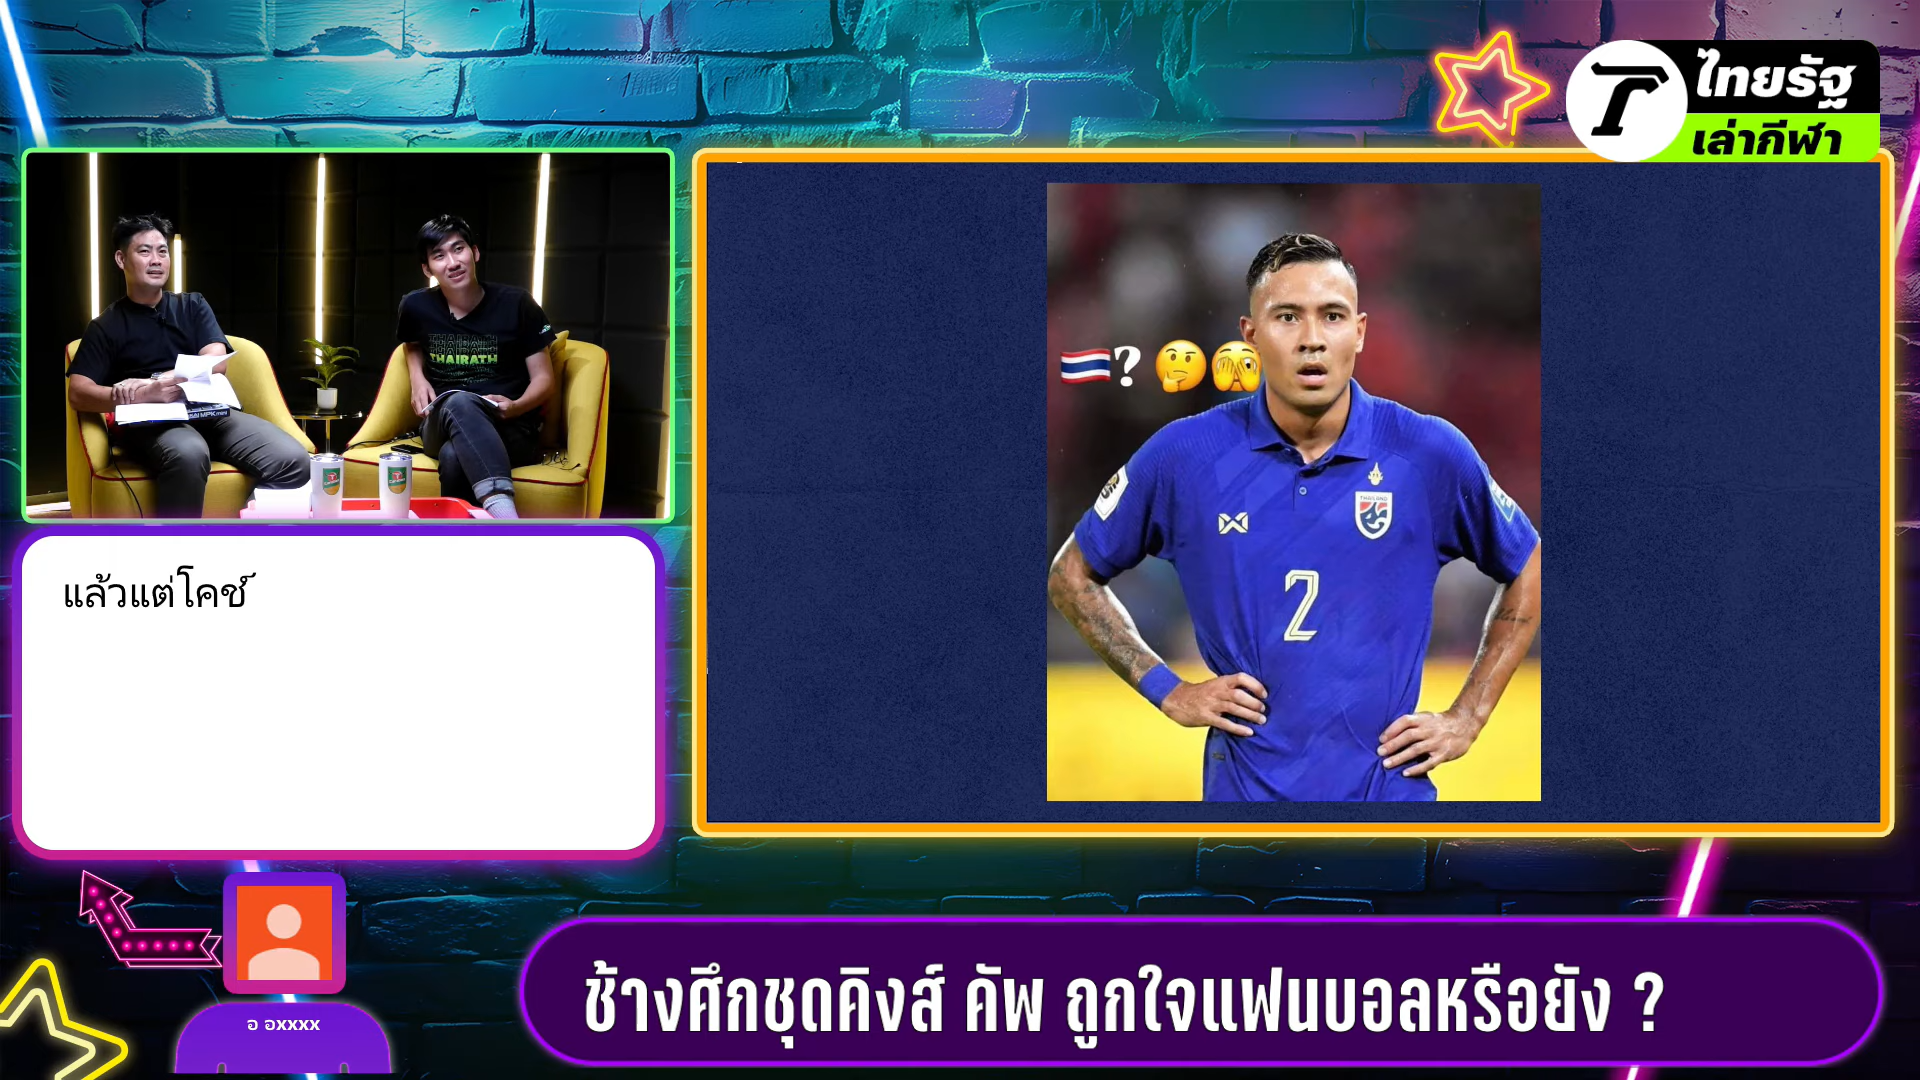 ไทยรัฐ
เล่ากีฬา
THAIRATH
?
THAILAND
2
แล้วแต่โคช์
อ อxxxx
ช้างศึกชุดคิงส์ คัพ ถูกใจแฟนบอลหรือยัง ?